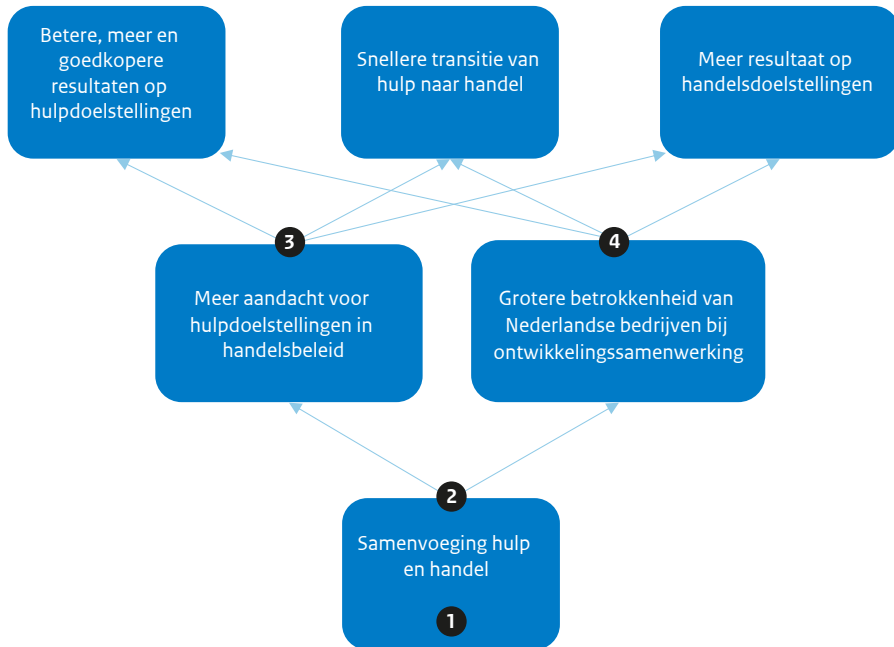 Betere, meer en
goedkopere
resultaten op
hulpdoelstellingen
Snellere transitie van
hulp naar handel
Meer resultaat op
handelsdoelstellingen
3
4
Meer aandacht voor
hulpdoelstellingen in
handelsbeleid
Grotere betrokkenheid van
Nederlandse bedrijven bij
ontwikkelingssamenwerking
2
Samenvoeging hulp
en handel
1